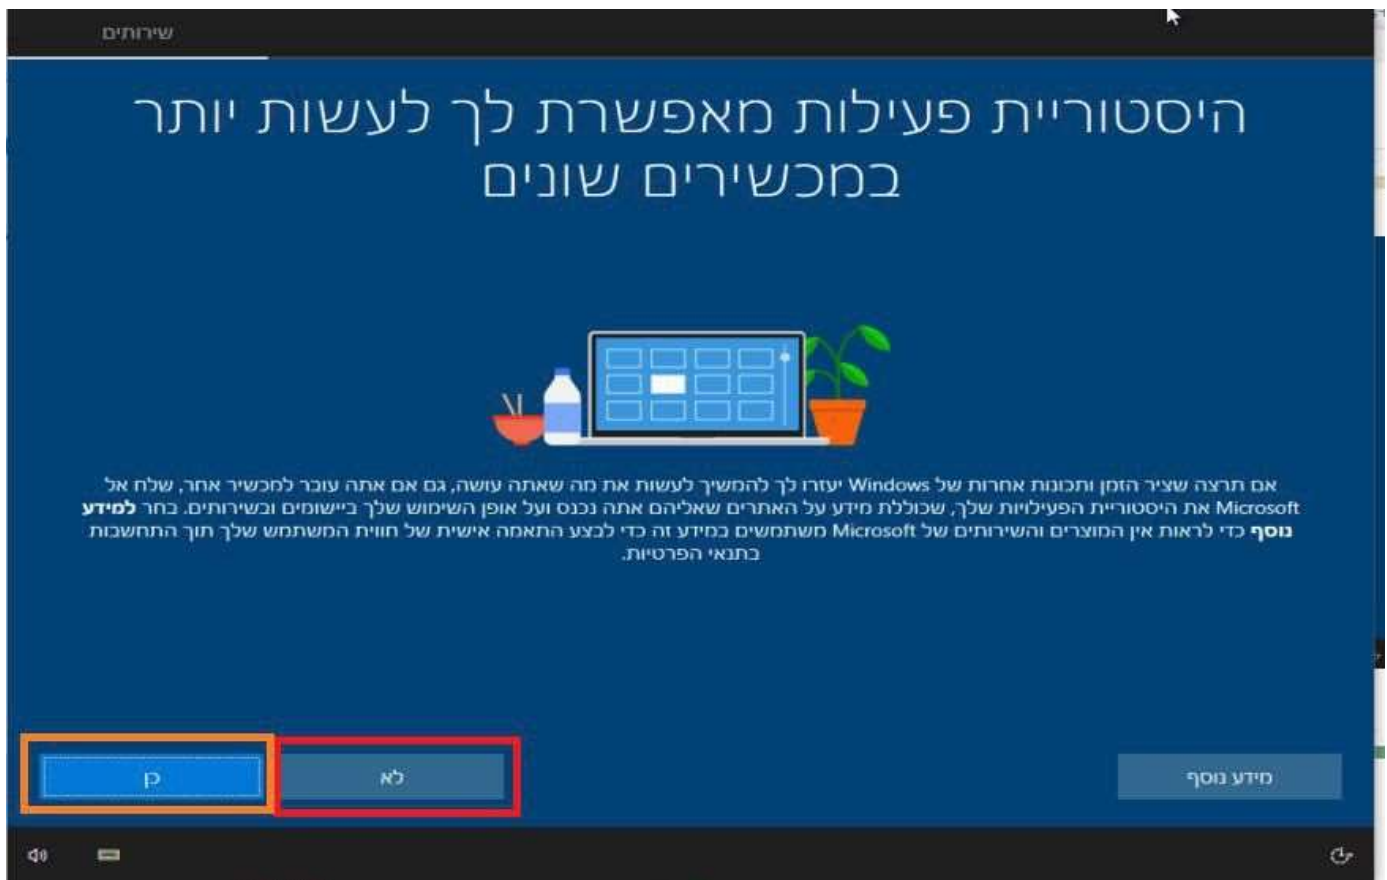 שירותים
היסטוריית פעילות מאפשרת לך לעשות יותר
במכשירים שונים
אם תרצה שציר הזמן ותכונות אחרות של Windows יעזרו לך להמשיך לעשות את מה שאתה עושה, גם אם אתה עובר למכשיר אחר, שלח אל
Microsoft את היסטוריית הפעילויות שלך, שכוללת מידע על האתרים שאליהם אתה נכנס ועל אופן השימוש שלך ביישומים ובשירותים. בחר למידע
נוסף כדי לראות אין המוצרים והשירותים של Microsoft משתמשים במידע זה כדי לבצע התאמה אישית של חווית המשתמש שלך תוך התחשבות
בתנאי הפרטיות.
מידע נוסף
לא
כן